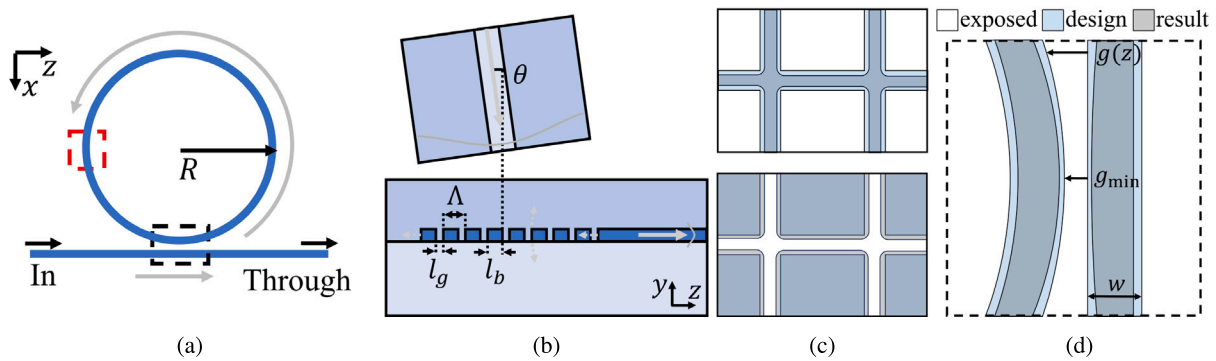 z
x
R
In
Through
(a)
θ
Λ
l_g
l_b
y
z
(b)
(c)
exposed design result
g(z)
g_min
w
(d)